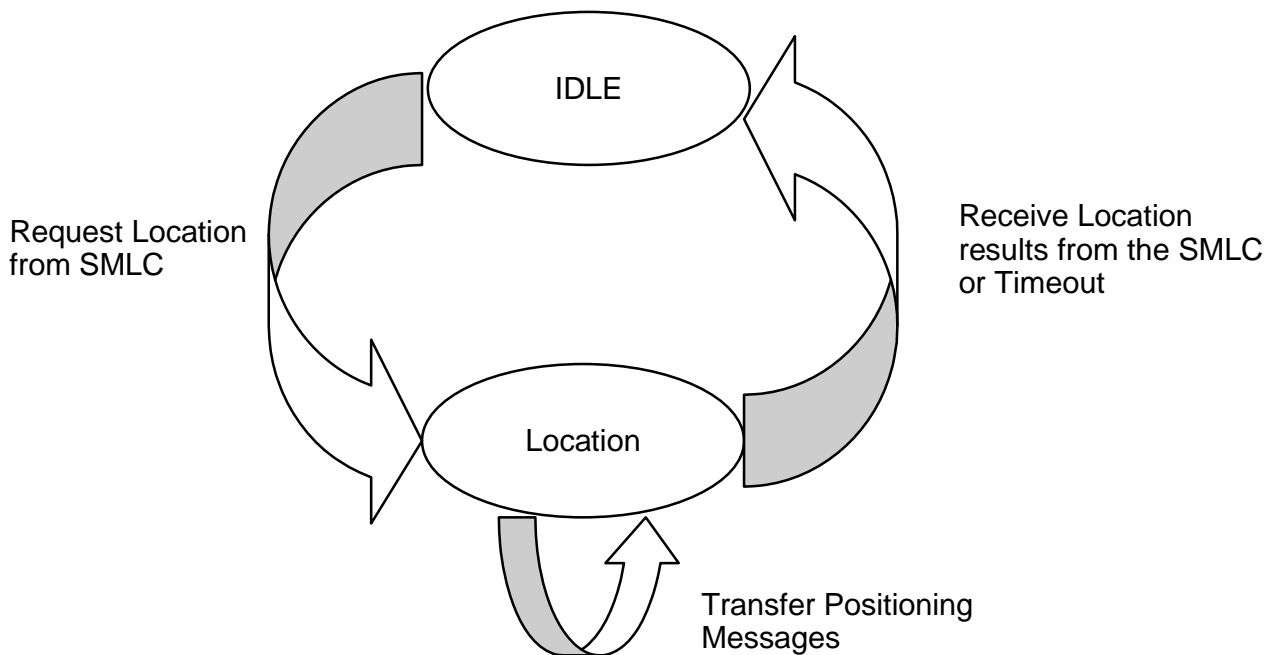 IDLE
Request Location
from SMLC
Receive Location
results from the SMLC
or Timeout
Location
Transfer Positioning
Messages